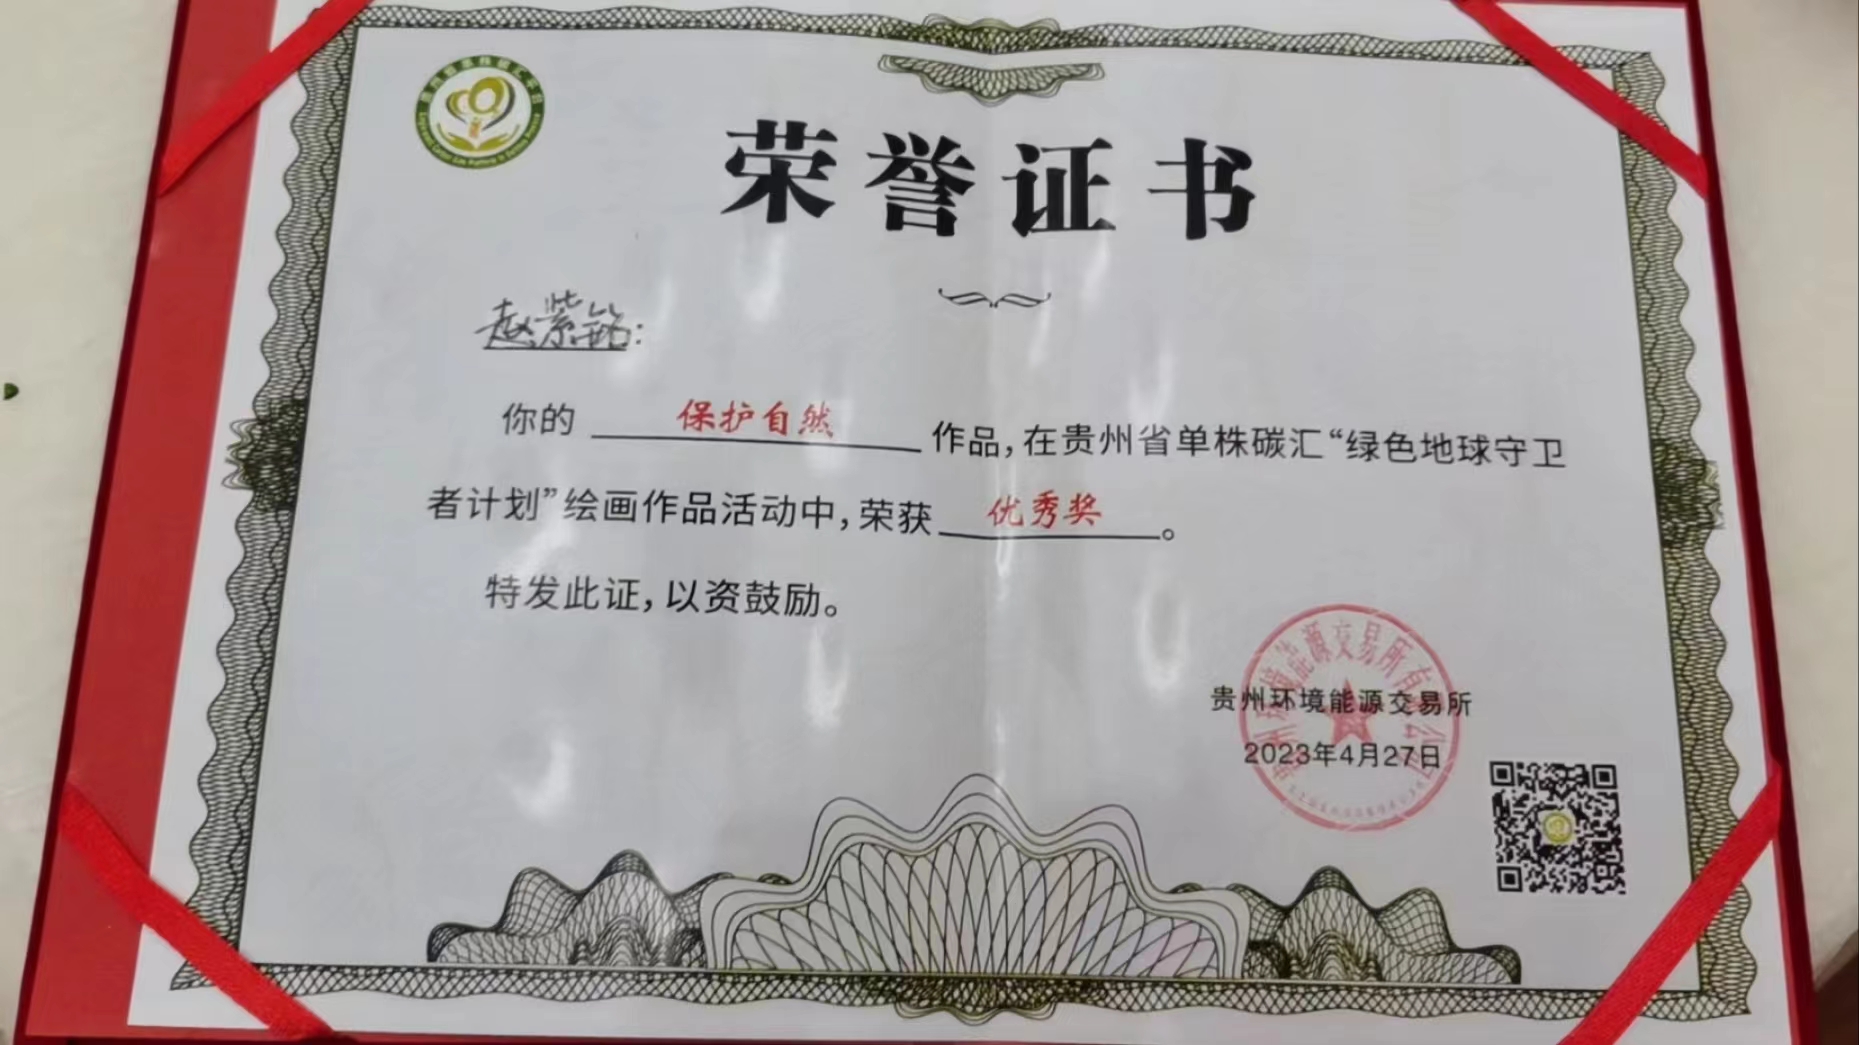 荣誉证书
赵紫铭:
你的 保护自然 作品,在贵州省单株碳汇“绿色地球守卫
者计划”绘画作品活动中,荣获 优秀奖。
特发此证,以资鼓励。
贵州环境能源交易所
2023年4月27日